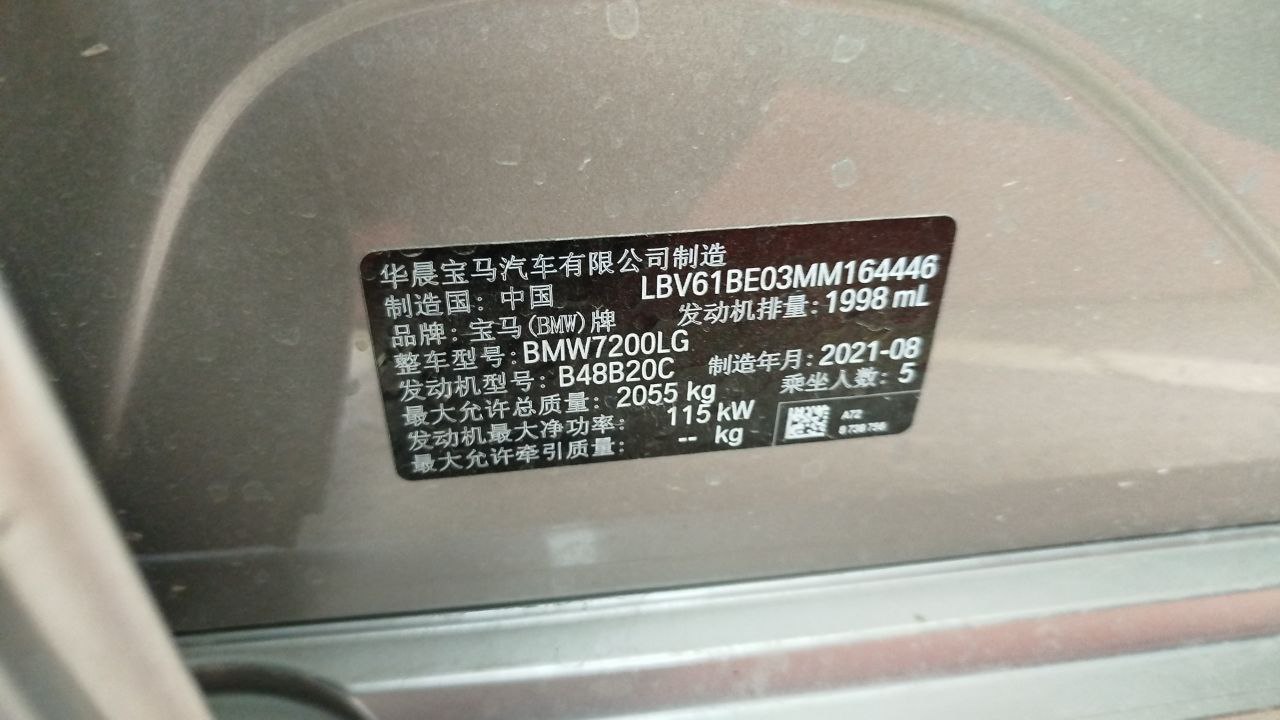 华晨宝马汽车有限公司制造
制造国: 中国 LBV61BE03MM164446
品牌: 宝马(BMW)牌 发动机排量: 1998 mL
整车型号: BMW7200LG
发动机型号: B48B20C 制造年月: 2021-08
最大允许总质量: 2055 kg 乘坐人数: 5
发动机最大净功率: 115 kW
最大允许牵引质量: -- kg
A72